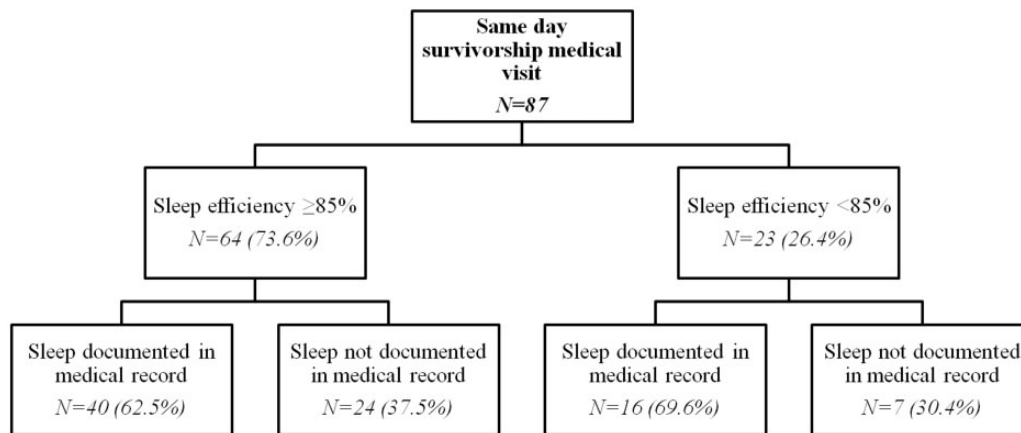 Same day
survivorship medical
visit
N=87
Sleep efficiency ≥85%
N=64 (73.6%)
Sleep efficiency <85%
N=23 (26.4%)
Sleep documented in
medical record
N=40 (62.5%)
Sleep not documented
in medical record
N=24 (37.5%)
Sleep documented in
medical record
N=16 (69.6%)
Sleep not documented
in medical record
N=7 (30.4%)